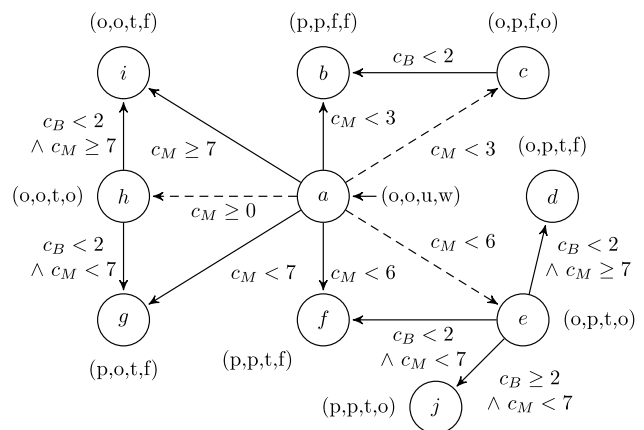 (o,o,t,f) (p,p,f,f) (o,p,f,o)
i b c
c_B < 2
c_B < 2
∧ c_M ≥ 7
c_M ≥ 7 c_M < 3 c_M < 3
(o,p,t,f)
(o,o,t,o) h a (o,o,u,w) d
c_M ≥ 0
c_B < 2
∧ c_M < 7
c_M < 6
c_B < 2
∧ c_M ≥ 7
c_M < 7 c_M < 6
g f e (o,p,t,o)
c_B < 2
∧ c_M < 7
(p,o,t,f) (p,p,t,f)
c_B ≥ 2
∧ c_M < 7
(p,p,t,o) j